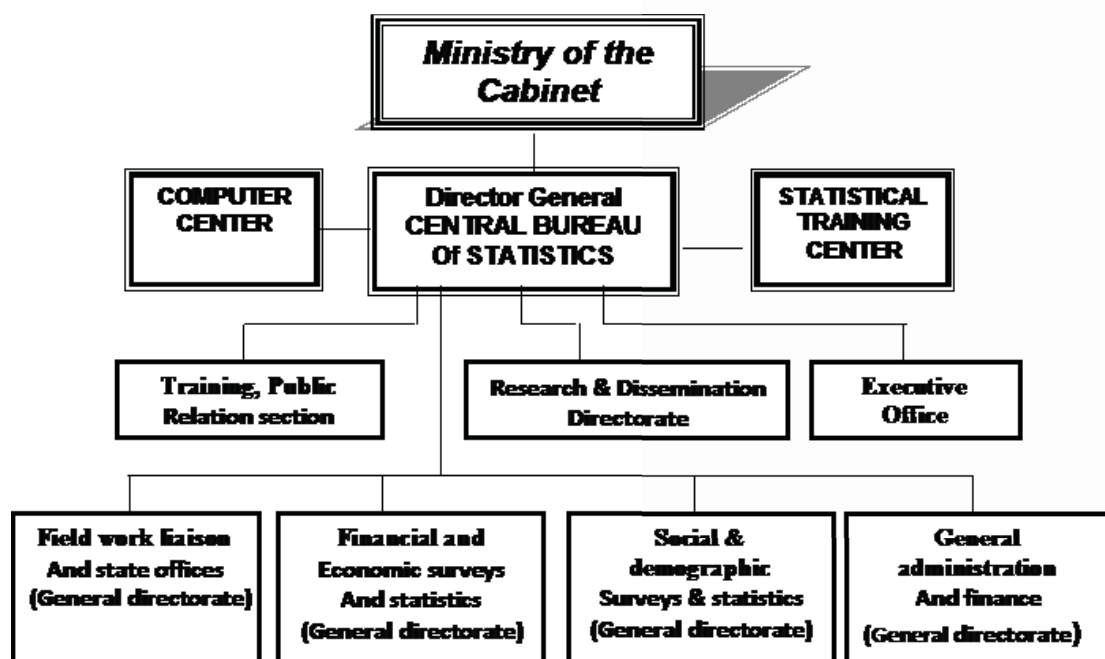 Ministry of the
Cabinet
COMPUTER
CENTER
Director General
CENTRAL BUREAU
Of STATISTICS
STATISTICAL
TRAINING
CENTER
Training, Public
Relation section
Research & Dissemination
Directorate
Executive
Office
Field work liaison
And state offices
(General directorate)
Financial and
Economic surveys
And statistics
(General directorate)
Social &
demographic
Surveys & statistics
(General directorate)
General
administration
And finance
(General directorate)